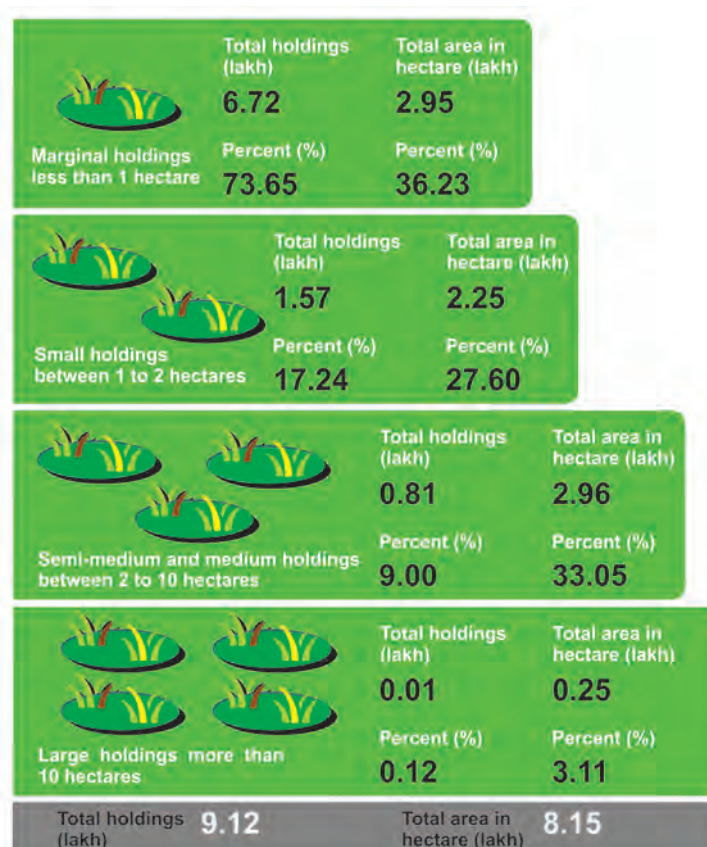 Total holdings
(lakh)
6.72
Percent (%)
73.65
Total area in
hectare (lakh)
2.95
Percent (%)
36.23
Marginal holdings
less than 1 hectare
Total holdings
(lakh)
1.57
Percent (%)
17.24
Total area in
hectare (lakh)
2.25
Percent (%)
27.60
Small holdings
between 1 to 2 hectares
Total holdings
(lakh)
0.81
Percent (%)
9.00
Total area in
hectare (lakh)
2.96
Percent (%)
33.05
Semi-medium and medium holdings
between 2 to 10 hectares
Total holdings
(lakh)
0.01
Percent (%)
0.12
Total area in
hectare (lakh)
0.25
Percent (%)
3.11
Large holdings more than
10 hectares
Total holdings
(lakh)
9.12
Total area in
hectare (lakh)
8.15